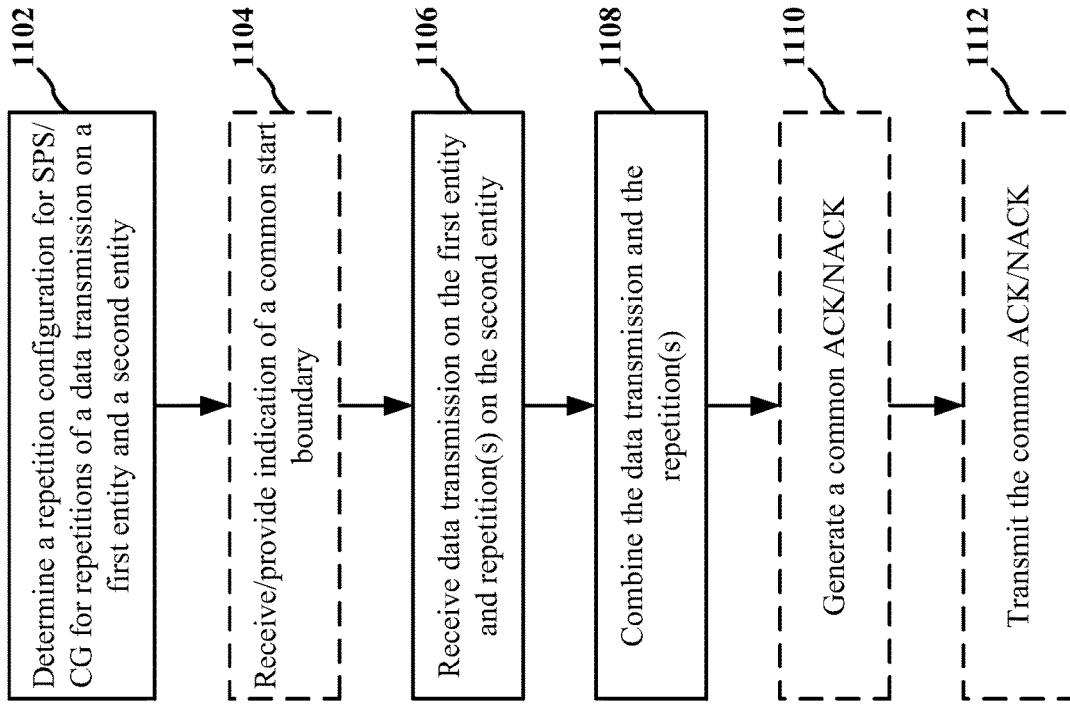 1102
Determine a repetition configuration for SPS/
CG for repetitions of a data transmission on a
first entity and a second entity
1104
Receive/provide indication of a common start
boundary
1106
Receive data transmission on the first entity
and repetition(s) on the second entity
1108
Combine the data transmission and the
repetition(s)
1110
Generate a common ACK/NACK
1112
Transmit the common ACK/NACK